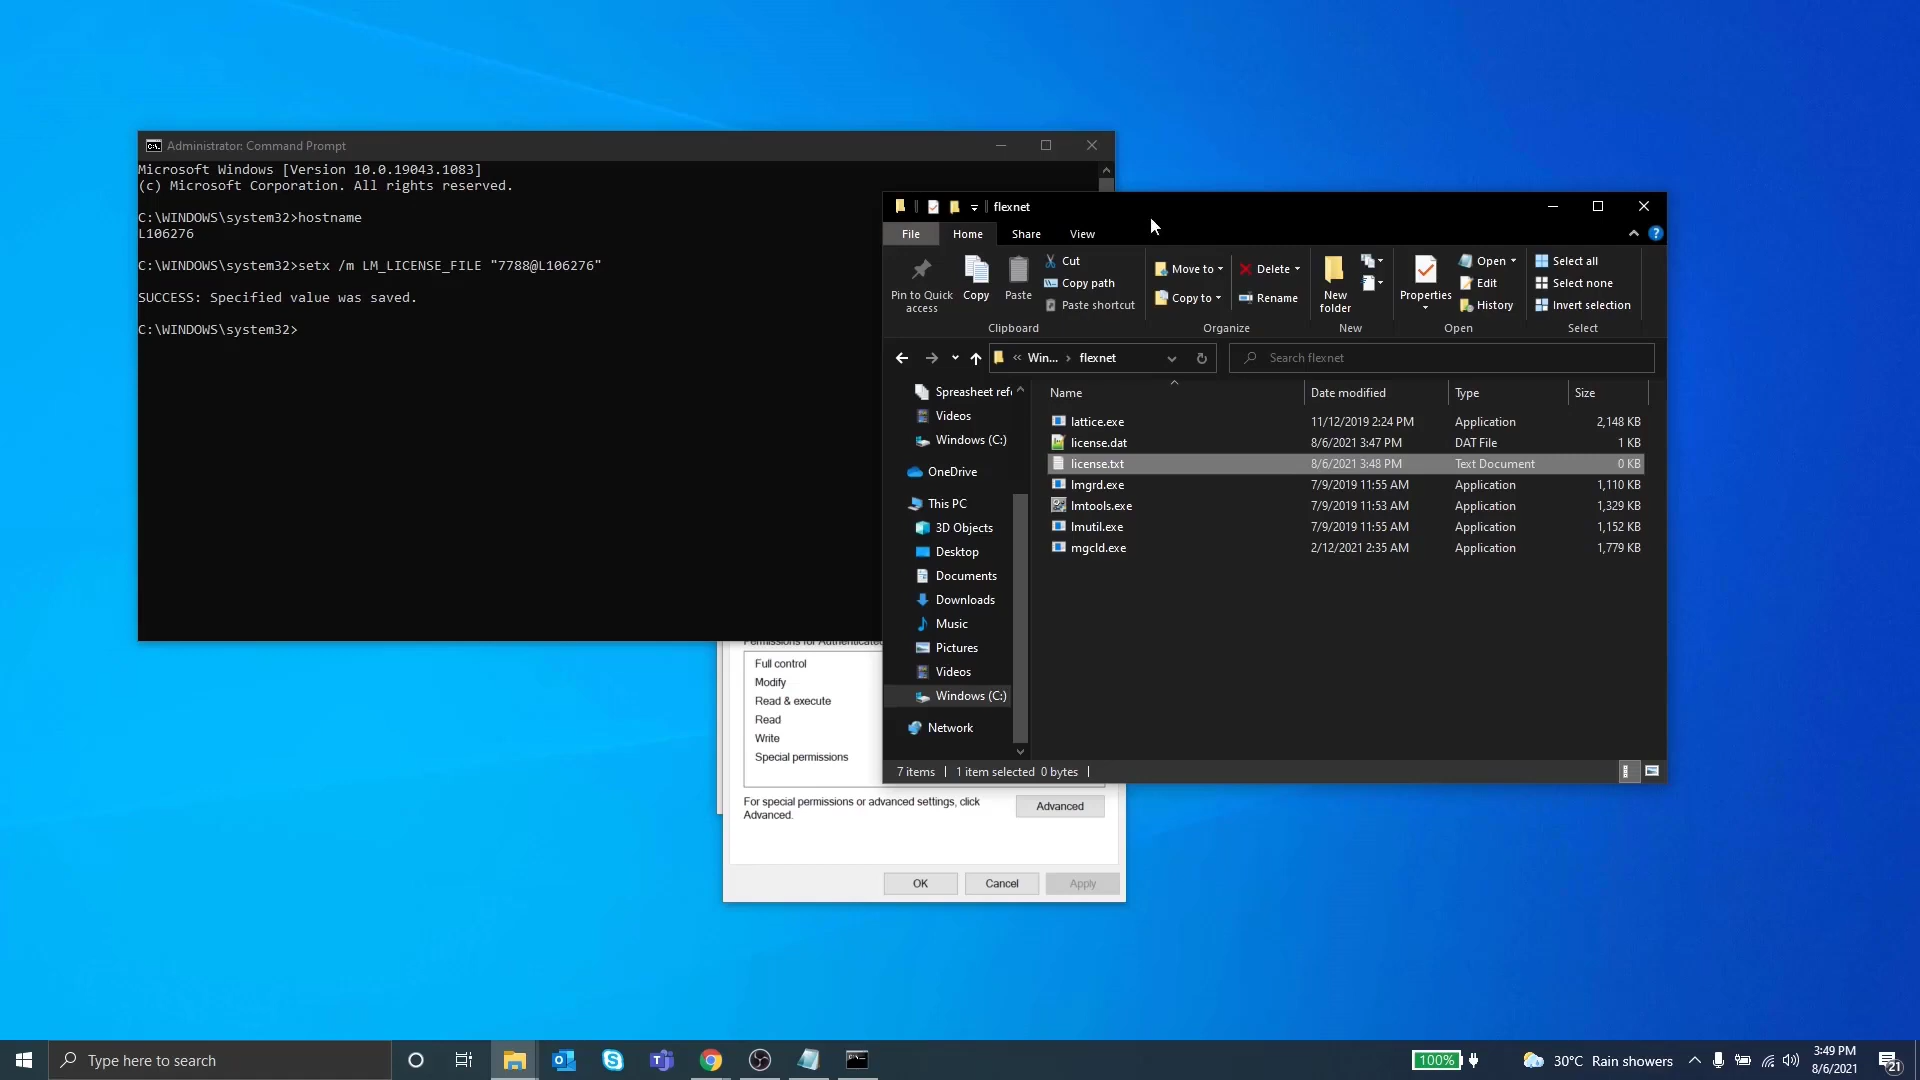 Administrator: Command Prompt
Microsoft Windows [Version 10.0.19043.1083]
(c) Microsoft Corporation. All rights reserved.
C:\WINDOWS\system32>hostname
L106276
C:\WINDOWS\system32>setx /m LM_LICENSE_FILE "7788@L106276"
SUCCESS: Specified value was saved.
C:\WINDOWS\system32>
flexnet
File Home Share View
Pin to Quick access
Copy
Paste
Cut
Copy path
Paste shortcut
Clipboard
Move to
Copy to
Delete
Rename
Organize
New folder
New
Properties
Open
Edit
History
Open
Select all
Select none
Invert selection
Select
« Win... › flexnet
Search flexnet
Spreasheet ref
Videos
Windows (C:)
OneDrive
This PC
3D Objects
Desktop
Documents
Downloads
Music
Pictures
Videos
Windows (C:)
Network
Name Date modified Type Size
lattice.exe 11/12/2019 2:24 PM Application 2,148 KB
license.dat 8/6/2021 3:47 PM DAT File 1 KB
license.txt 8/6/2021 3:48 PM Text Document 0 KB
lmgrd.exe 7/9/2019 11:55 AM Application 1,110 KB
lmtools.exe 7/9/2019 11:53 AM Application 1,329 KB
lmutil.exe 7/9/2019 11:55 AM Application 1,152 KB
mgcld.exe 2/12/2021 2:35 AM Application 1,779 KB
7 items 1 item selected 0 bytes
Permissions for Authenticated
Full control
Modify
Read & execute
Read
Write
Special permissions
For special permissions or advanced settings, click
Advanced.
Advanced
OK Cancel Apply
Type here to search
100%
30°C Rain showers
3:49 PM
8/6/2021
21